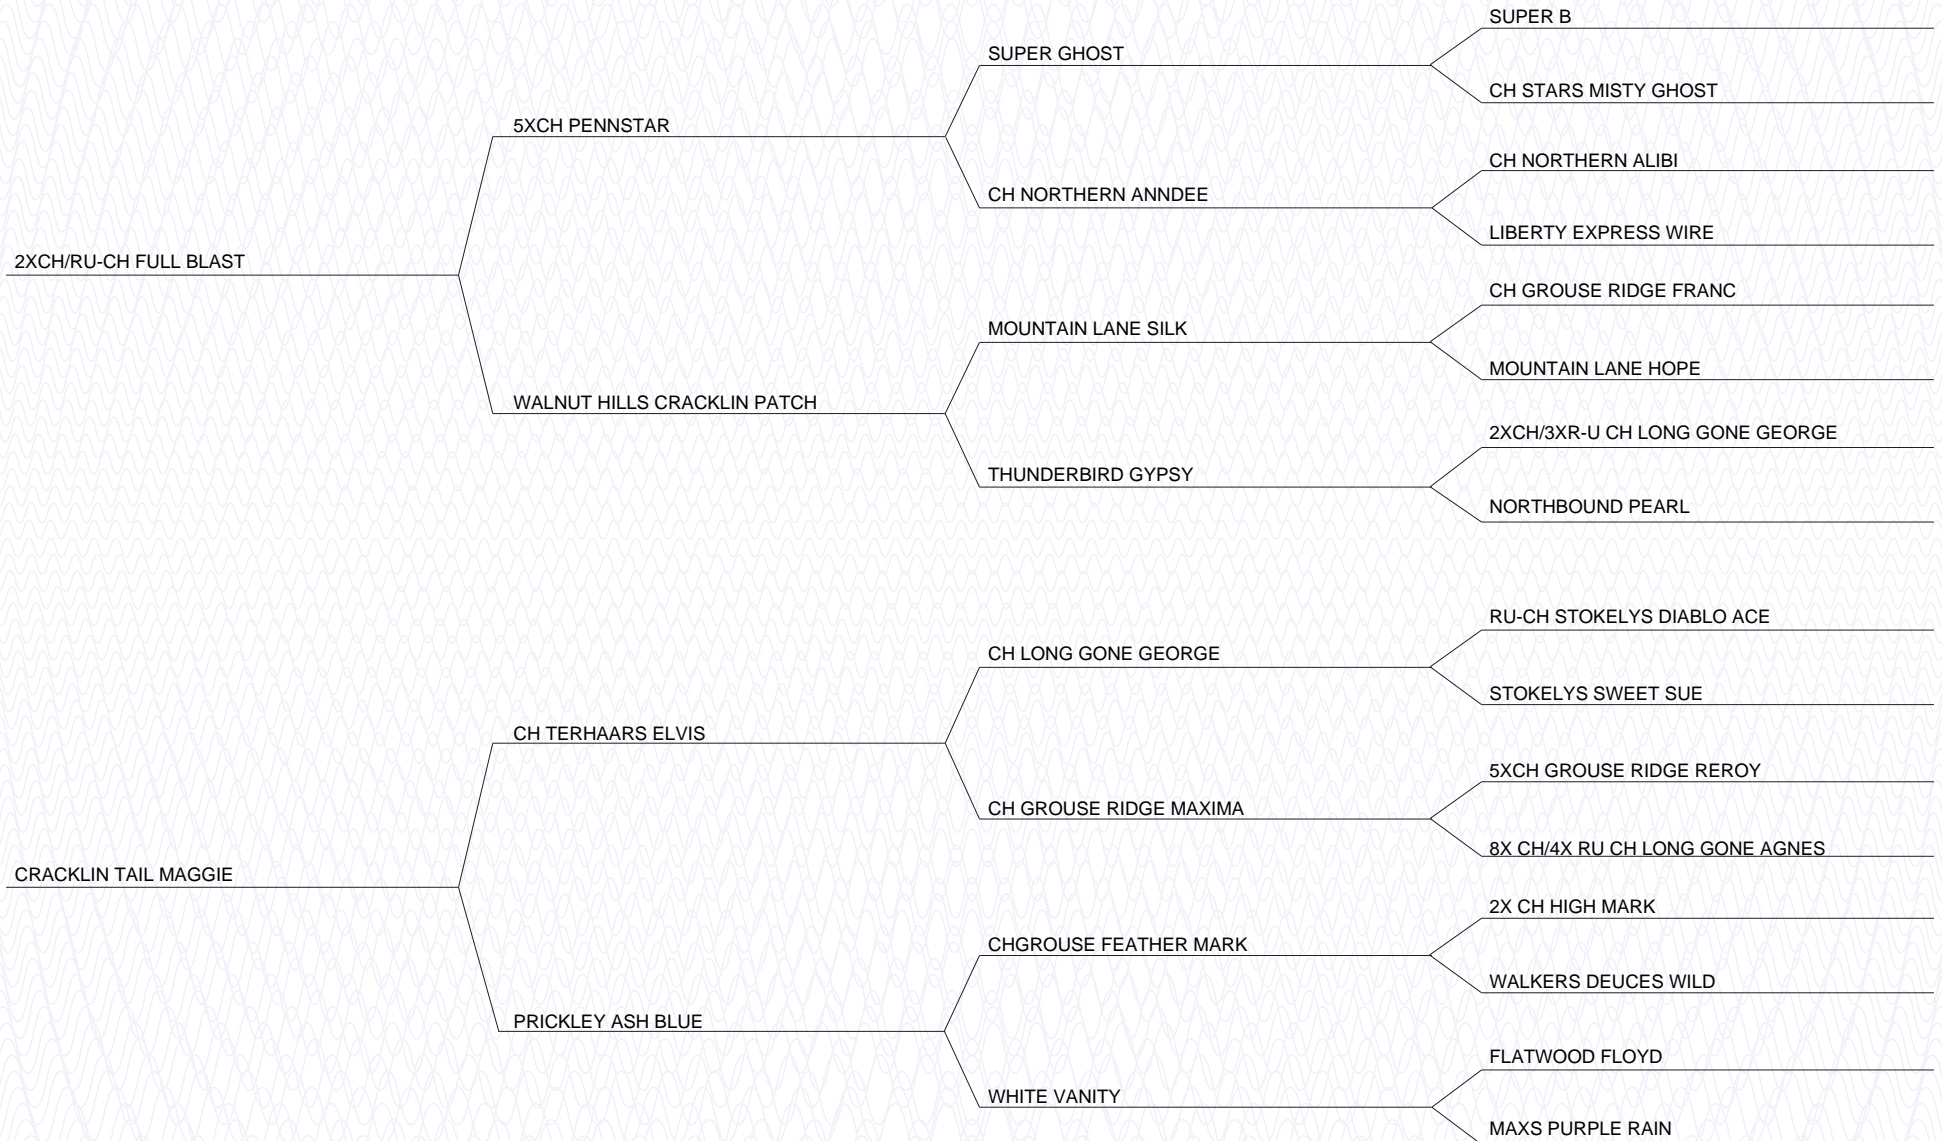 SUPER B
SUPER GHOST
CH STARS MISTY GHOST
5XCH PENNSTAR
CH NORTHERN ALIBI
CH NORTHERN ANNDEE
LIBERTY EXPRESS WIRE
2XCH/RU-CH FULL BLAST
CH GROUSE RIDGE FRANC
MOUNTAIN LANE SILK
MOUNTAIN LANE HOPE
WALNUT HILLS CRACKLIN PATCH
2XCH/3XR-U CH LONG GONE GEORGE
THUNDERBIRD GYPSY
NORTHBOUND PEARL
RU-CH STOKELYS DIABLO ACE
CH LONG GONE GEORGE
STOKELYS SWEET SUE
CH TERHAARS ELVIS
5XCH GROUSE RIDGE REROY
CH GROUSE RIDGE MAXIMA
8X CH/4X RU CH LONG GONE AGNES
CRACKLIN TAIL MAGGIE
2X CH HIGH MARK
CHGROUSE FEATHER MARK
WALKERS DEUCES WILD
PRICKLEY ASH BLUE
FLATWOOD FLOYD
WHITE VANITY
MAXS PURPLE RAIN